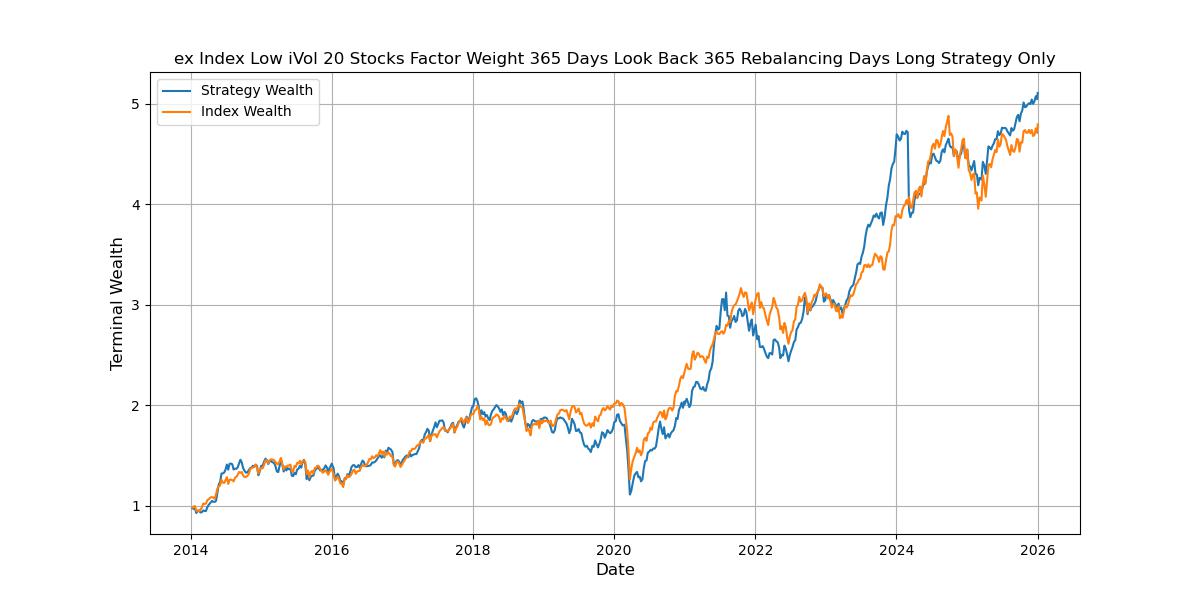 ex Index Low iVol 20 Stocks Factor Weight 365 Days Look Back 365 Rebalancing Days Long Strategy Only
Strategy Wealth
Index Wealth
Terminal Wealth
5
4
3
2
1
2014 2016 2018 2020 2022 2024 2026
Date